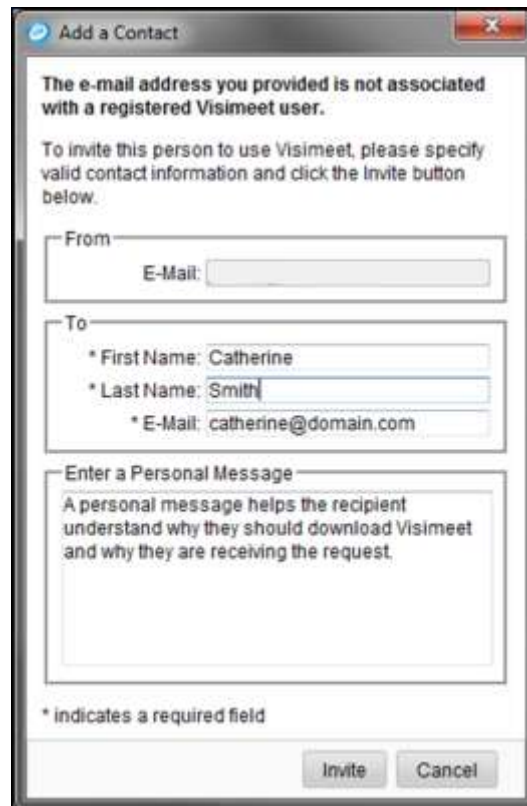 Add a Contact
The e-mail address you provided is not associated
with a registered Visimeet user.
To invite this person to use Visimeet, please specify
valid contact information and click the Invite button
below.
From
E-Mail:
To
* First Name: Catherine
* Last Name: Smith
* E-Mail: catherine@domain.com
Enter a Personal Message
A personal message helps the recipient
understand why they should download Visimeet
and why they are receiving the request.
* indicates a required field
Invite Cancel